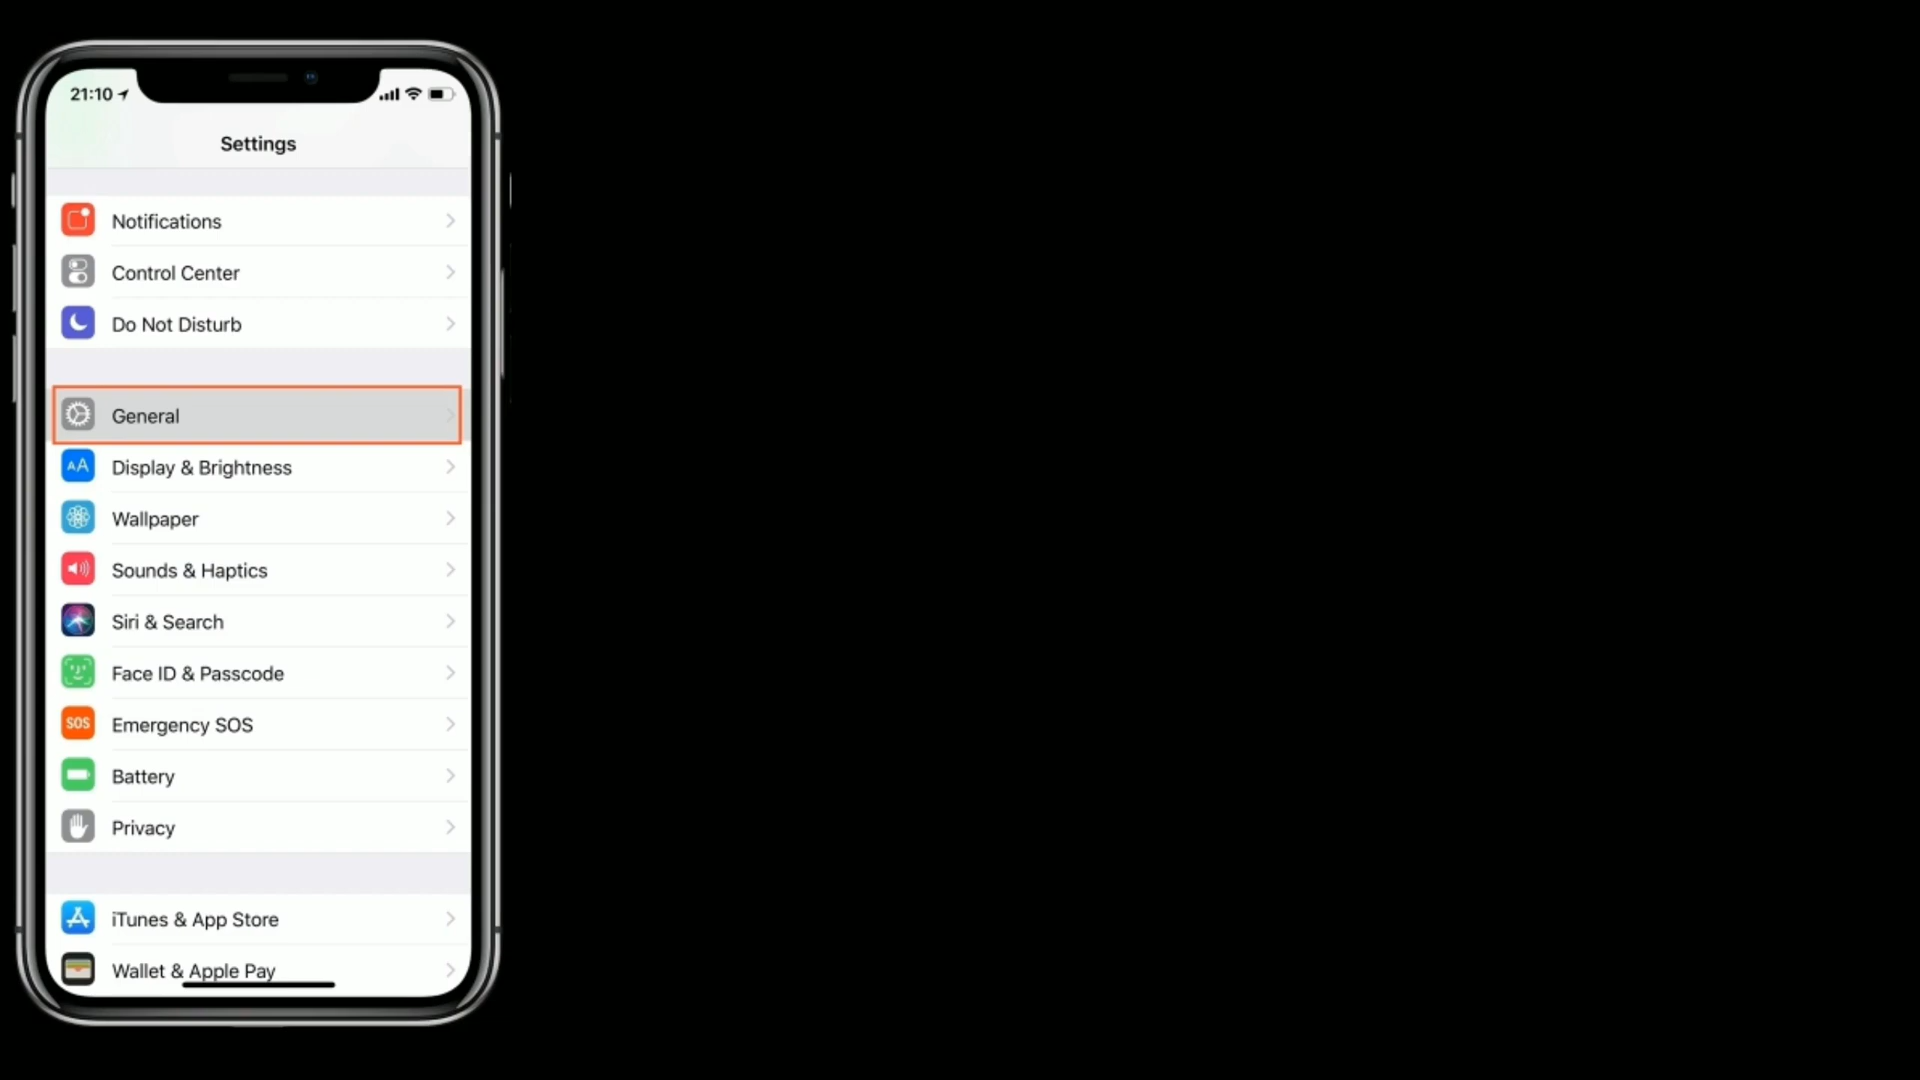 21:10
Settings
Notifications
Control Center
Do Not Disturb
General
AA
Display & Brightness
Wallpaper
Sounds & Haptics
Siri & Search
Face ID & Passcode
SOS
Emergency SOS
Battery
Privacy
iTunes & App Store
Wallet & Apple Pay